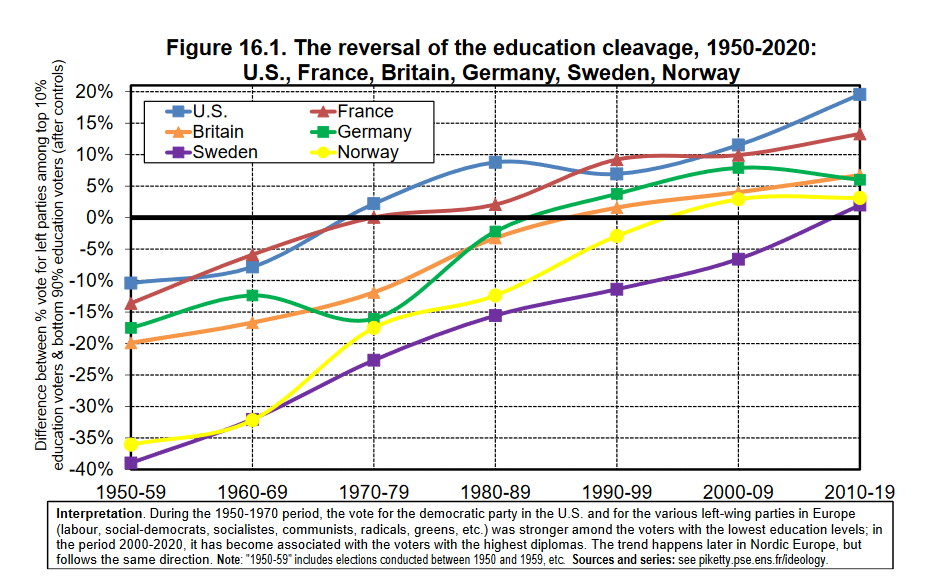 Figure 16.1. The reversal of the education cleavage, 1950-2020:
U.S., France, Britain, Germany, Sweden, Norway
Difference between % vote for left parties among top 10%
education voters & bottom 90% education voters (after controls)
20%
15%
10%
5%
0%
-5%
-10%
-15%
-20%
-25%
-30%
-35%
-40%
U.S.
France
Britain
Germany
Sweden
Norway
1950-59
1960-69
1970-79
1980-89
1990-99
2000-09
2010-19
Interpretation. During the 1950-1970 period, the vote for the democratic party in the U.S. and for the various left-wing parties in Europe
(labour, social-democrats, socialistes, communists, radicals, greens, etc.) was stronger amond the voters with the lowest education levels; in
the period 2000-2020, it has become associated with the voters with the highest diplomas. The trend happens later in Nordic Europe, but
follows the same direction. Note: "1950-59" includes elections conducted between 1950 and 1959, etc. Sources and series: see piketty.pse.ens.fr/ideology.